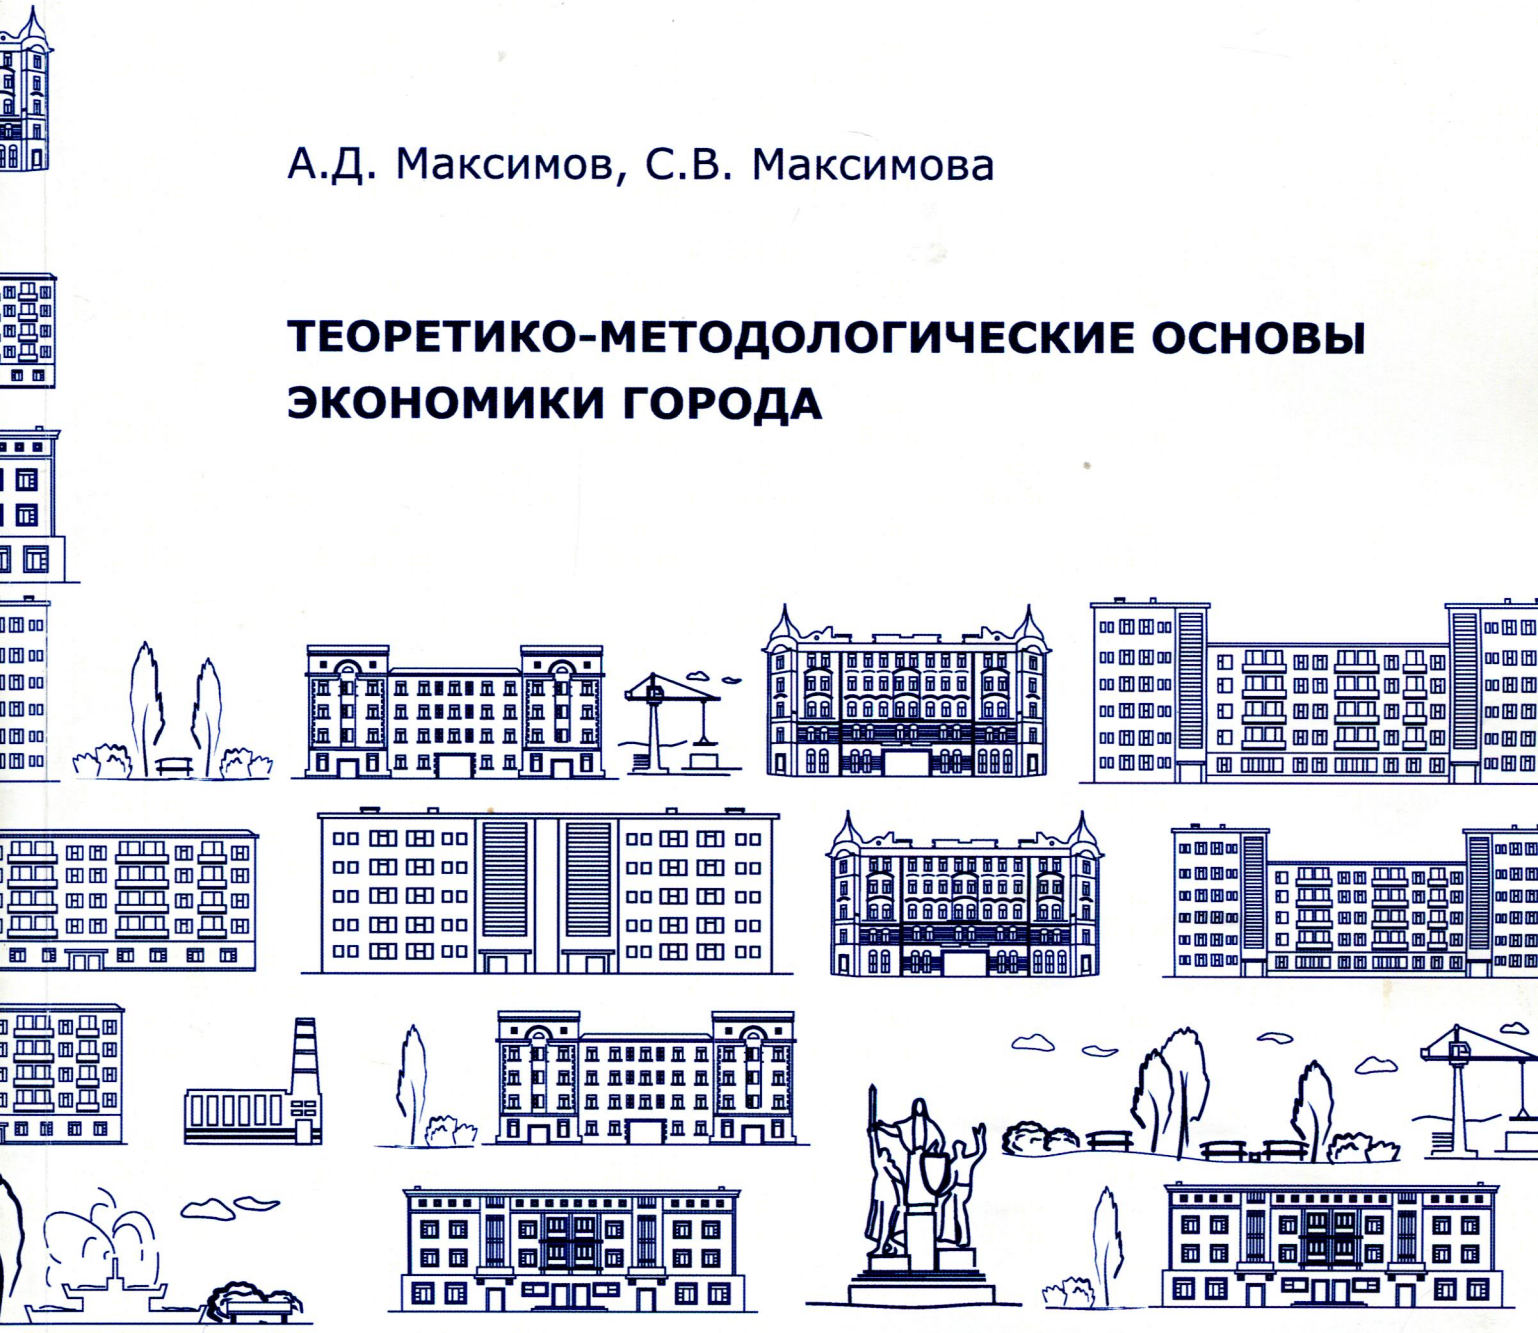 А.Д. Максимов, С.В. Максимова
ТЕОРЕТИКО-МЕТОДОЛОГИЧЕСКИЕ ОСНОВЫ
ЭКОНОМИКИ ГОРОДА